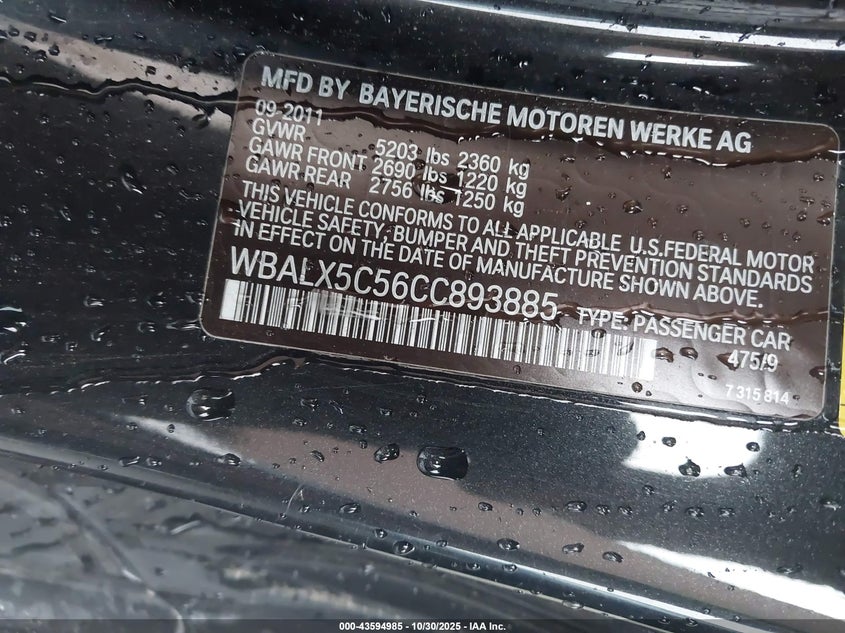 MFD BY BAYERISCHE MOTOREN WERKE AG
09-2011
GVWR 5203 lbs 2360 kg
GAWR FRONT 2690 lbs 1220 kg
GAWR REAR 2756 lbs 1250 kg
THIS VEHICLE CONFORMS TO ALL APPLICABLE U.S.FEDERAL MOTOR
VEHICLE SAFETY, BUMPER AND THEFT PREVENTION STANDARDS
IN EFFECT ON THE DATE OF MANUFACTURE SHOWN ABOVE.
WBALX5C56CC893885 TYPE: PASSENGER CAR
475/9
7 315 814
000-43594985 - 10/30/2025 - IAA Inc.